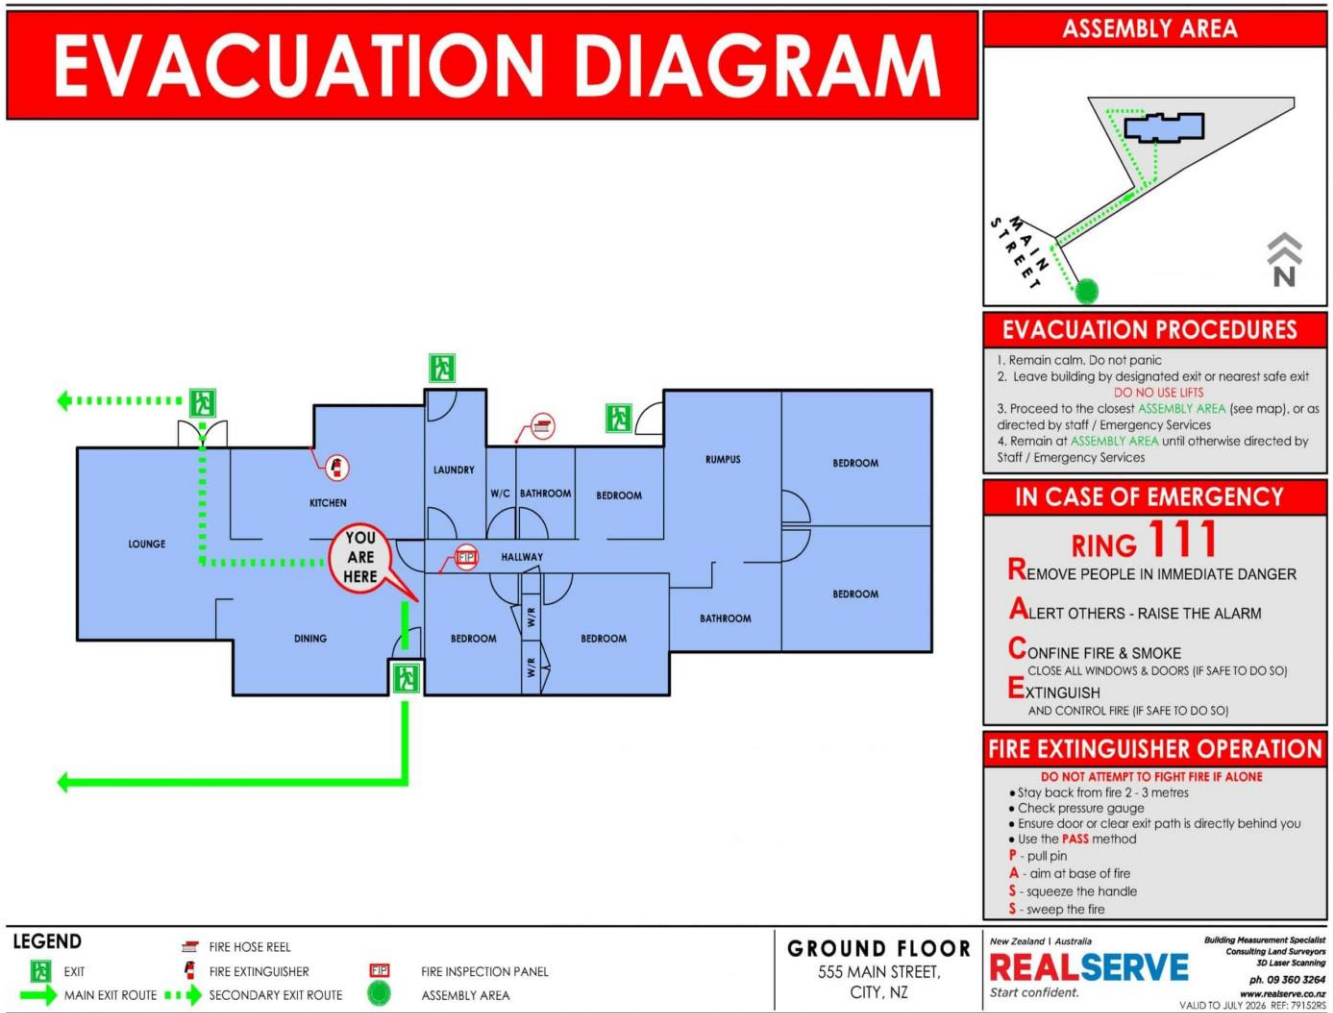 EVACUATION DIAGRAM
ASSEMBLY AREA
MAIN
STREET
N
EVACUATION PROCEDURES
1. Remain calm. Do not panic
2. Leave building by designated exit or nearest safe exit
DO NO USE LIFTS
3. Proceed to the closest ASSEMBLY AREA (see map), or as
directed by staff / Emergency Services
4. Remain at ASSEMBLY AREA until otherwise directed by
Staff / Emergency Services
IN CASE OF EMERGENCY
RING 111
REMOVE PEOPLE IN IMMEDIATE DANGER
ALERT OTHERS - RAISE THE ALARM
CONFINE FIRE & SMOKE
CLOSE ALL WINDOWS & DOORS (IF SAFE TO DO SO)
EXTINGUISH
AND CONTROL FIRE (IF SAFE TO DO SO)
FIRE EXTINGUISHER OPERATION
DO NOT ATTEMPT TO FIGHT FIRE IF ALONE
• Stay back from fire 2 - 3 metres
• Check pressure gauge
• Ensure door or clear exit path is directly behind you
• Use the PASS method
P - pull pin
A - aim at base of fire
S - squeeze the handle
S - sweep the fire
LOUNGE
KITCHEN
LAUNDRY
W/C
BATHROOM
BEDROOM
RUMPUS
BEDROOM
YOU
ARE
HERE
FIP
HALLWAY
DINING
BEDROOM
W/R
W/R
BEDROOM
BATHROOM
BEDROOM
LEGEND
EXIT
MAIN EXIT ROUTE
FIRE HOSE REEL
FIRE EXTINGUISHER
SECONDARY EXIT ROUTE
FIP
FIRE INSPECTION PANEL
ASSEMBLY AREA
GROUND FLOOR
555 MAIN STREET,
CITY, NZ
New Zealand | Australia
REALSERVE
Start confident.
Building Measurement Specialist
Consulting Land Surveyors
3D Laser Scanning
ph. 09 360 3264
www.realserve.co.nz
VALID TO JULY 2026 REF: 79152RS